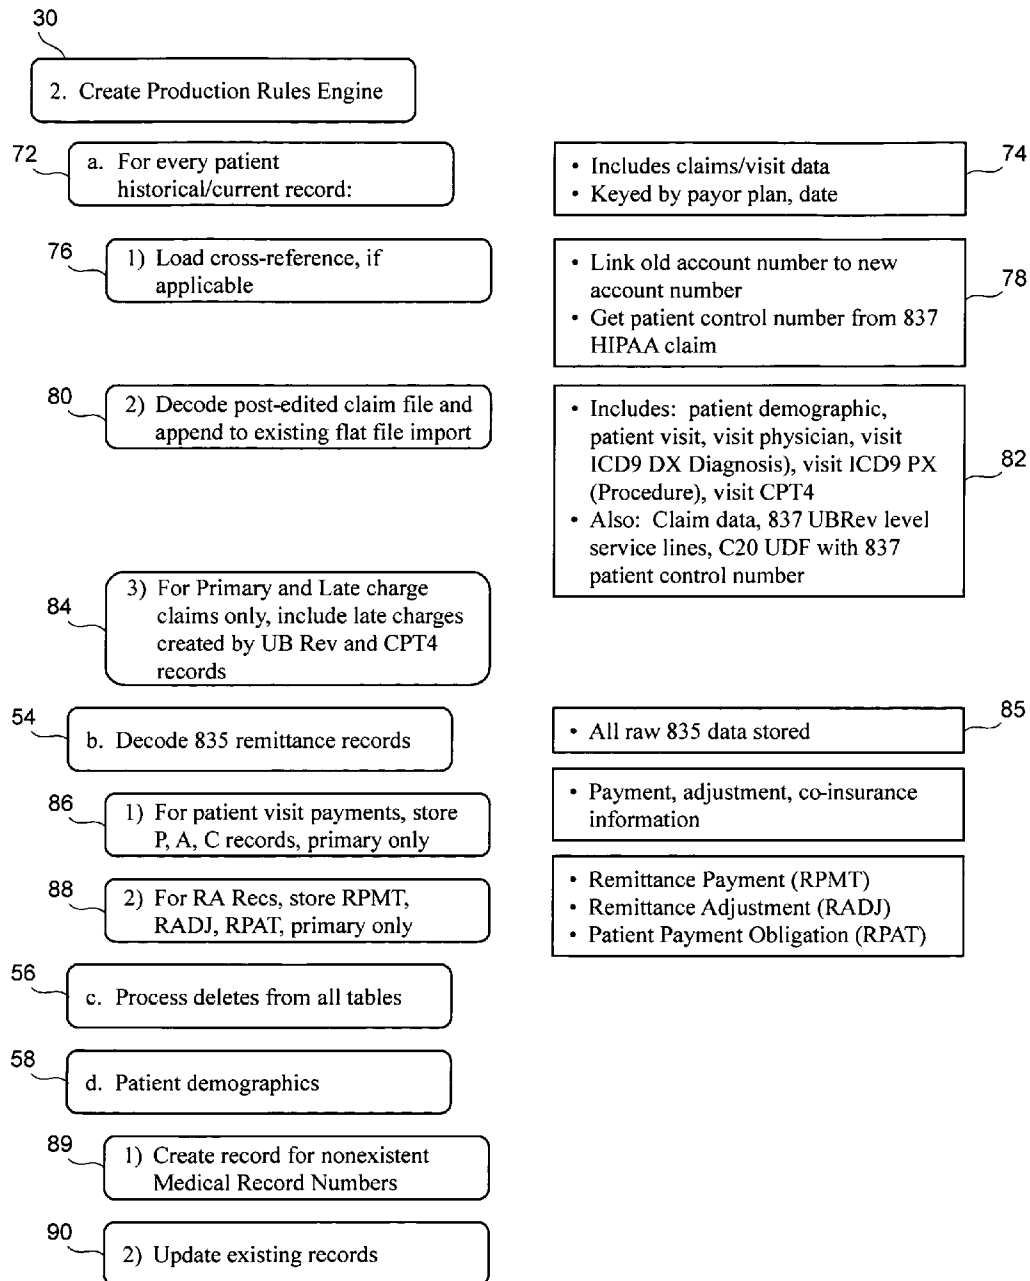 30
2. Create Production Rules Engine
72
a. For every patient
historical/current record:
• Includes claims/visit data
• Keyed by payor plan, date
74
76
1) Load cross-reference, if
applicable
• Link old account number to new
account number
• Get patient control number from 837
HIPAA claim
78
80
2) Decode post-edited claim file and
append to existing flat file import
• Includes: patient demographic,
patient visit, visit physician, visit
ICD9 DX Diagnosis), visit ICD9 PX
(Procedure), visit CPT4
• Also: Claim data, 837 UBRev level
service lines, C20 UDF with 837
patient control number
82
84
3) For Primary and Late charge
claims only, include late charges
created by UB Rev and CPT4
records
54
b. Decode 835 remittance records
• All raw 835 data stored
85
86
1) For patient visit payments, store
P, A, C records, primary only
• Payment, adjustment, co-insurance
information
88
2) For RA Recs, store RPMT,
RADJ, RPAT, primary only
• Remittance Payment (RPMT)
• Remittance Adjustment (RADJ)
• Patient Payment Obligation (RPAT)
56
c. Process deletes from all tables
58
d. Patient demographics
89
1) Create record for nonexistent
Medical Record Numbers
90
2) Update existing records